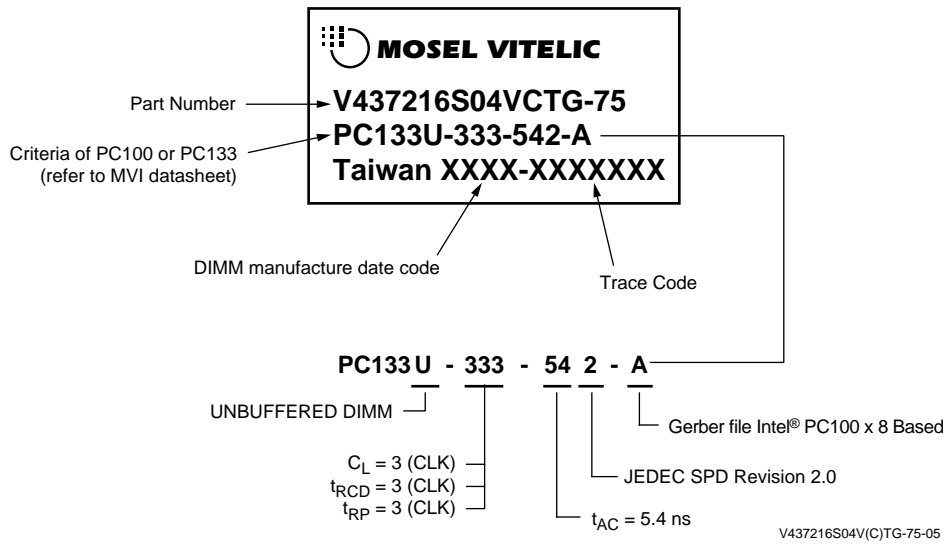 MOSEL VITELIC
Part Number
V437216S04VCTG-75
Criteria of PC100 or PC133
(refer to MVI datasheet)
PC133U-333-542-A
Taiwan XXXX-XXXXXXX
DIMM manufacture date code
Trace Code
PC133 U - 333 - 54 2 - A
UNBUFFERED DIMM
Gerber file Intel® PC100 x 8 Based
CL = 3 (CLK)
tRCD = 3 (CLK)
tRP = 3 (CLK)
JEDEC SPD Revision 2.0
tAC = 5.4 ns
V437216S04V(C)TG-75-05